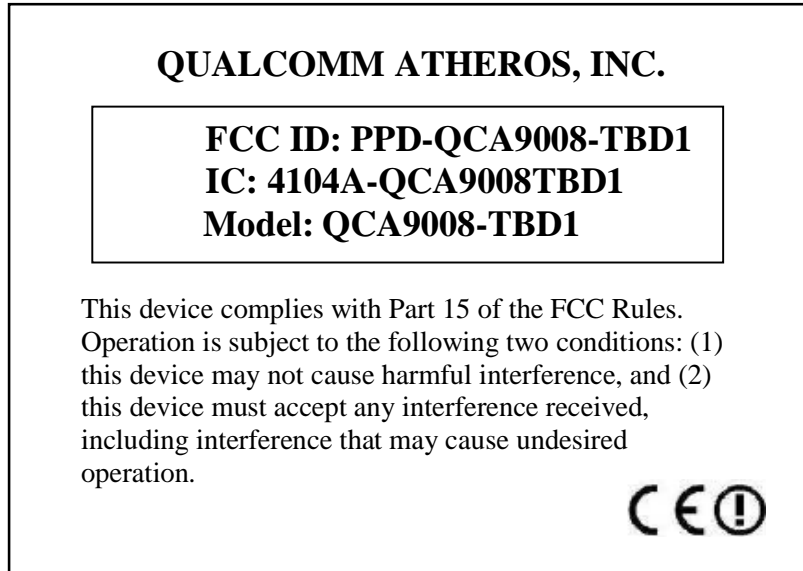 QUALCOMM ATHEROS, INC.
FCC ID: PPD-QCA9008-TBD1
IC: 4104A-QCA9008TBD1
Model: QCA9008-TBD1
This device complies with Part 15 of the FCC Rules.
Operation is subject to the following two conditions: (1)
this device may not cause harmful interference, and (2)
this device must accept any interference received,
including interference that may cause undesired
operation.
CE!